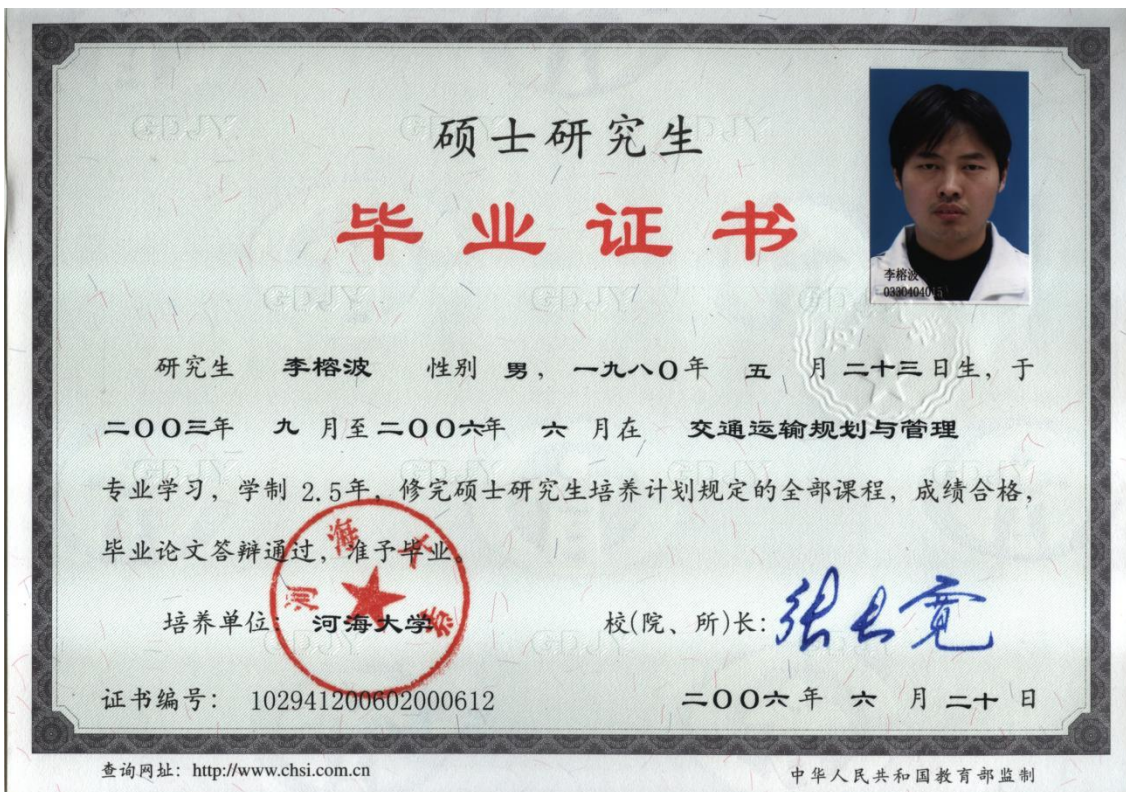 硕士研究生
毕业证书
李榕波
研究生 李榕波 性别 男，一九八〇年 五 月 二十三日生，于
二〇〇三年 九 月至二〇〇六年 六 月在 交通运输规划与管理
专业学习，学制 2.5年，修完硕士研究生培养计划规定的全部课程，成绩合格，
毕业论文答辩通过，准予毕业。
河海大学
培养单位：河海大学 校(院、所)长：张长宽
证书编号：102941200602000612 二〇〇六年 六 月 二十 日
查询网址：http://www.chsi.com.cn 中华人民共和国教育部监制